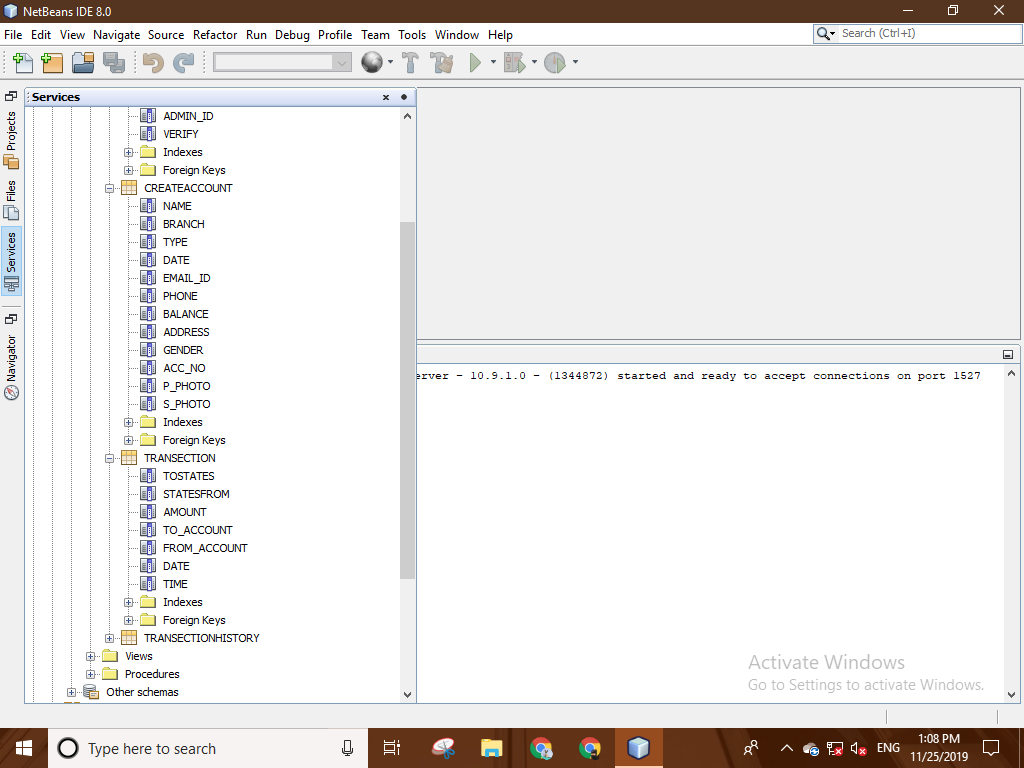 NetBeans IDE 8.0
File Edit View Navigate Source Refactor Run Debug Profile Team Tools Window Help
Search (Ctrl+I)
Services
Projects
Files
Services
Navigator
ADMIN_ID
VERIFY
Indexes
Foreign Keys
CREATEACCOUNT
NAME
BRANCH
TYPE
DATE
EMAIL_ID
PHONE
BALANCE
ADDRESS
GENDER
ACC_NO
P_PHOTO
S_PHOTO
Indexes
Foreign Keys
TRANSECTION
TOSTATES
STATESFROM
AMOUNT
TO_ACCOUNT
FROM_ACCOUNT
DATE
TIME
Indexes
Foreign Keys
TRANSECTIONHISTORY
Views
Procedures
Other schemas
erver - 10.9.1.0 - (1344872) started and ready to accept connections on port 1527
Activate Windows
Go to Settings to activate Windows.
Type here to search
ENG
1:08 PM
11/25/2019